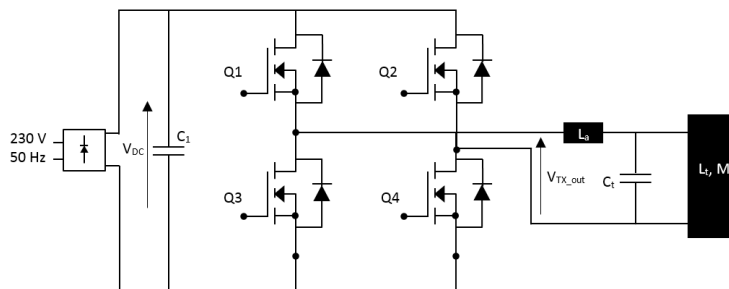 Q1
Q2
230 V
50 Hz
V_DC
C_1
L_a
V_TX_out
C_t
L_t, M
Q3
Q4